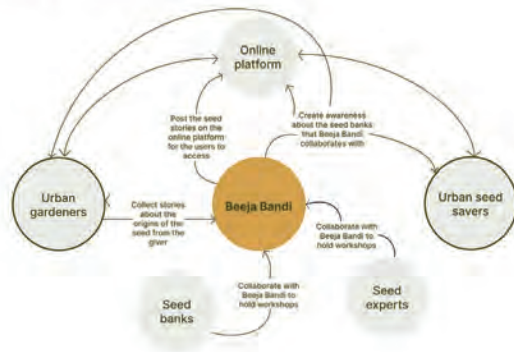 Online
platform
Post the seed
stories on the
online platform
for the users to
access
Create awareness
about the seed banks
that Beeja Bandi
collaborates with
Urban
gardeners
Collect stories
about the
origins of the
seed from the
giver
Beeja Bandi
Urban seed
savers
Collaborate with
Beeja Bandi to
hold workshops
Collaborate with
Beeja Bandi to
hold workshops
Seed
experts
Seed
banks